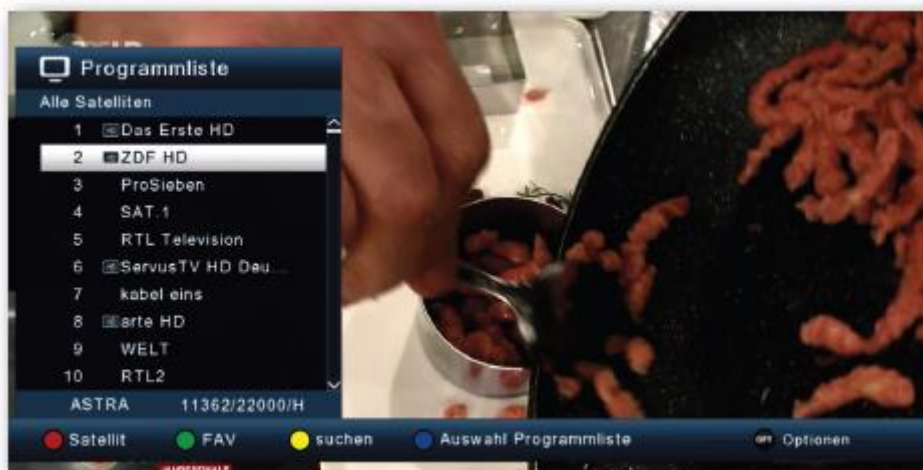 Programmliste
Alle Satelliten
1 Das Erste HD
2 ZDF HD
3 ProSieben
4 SAT.1
5 RTL Television
6 ServusTV HD Deu...
7 kabel eins
8 arte HD
9 WELT
10 RTL2
ASTRA 11362/22000/H
Satellit FAV suchen Auswahl Programmliste OPT Optionen